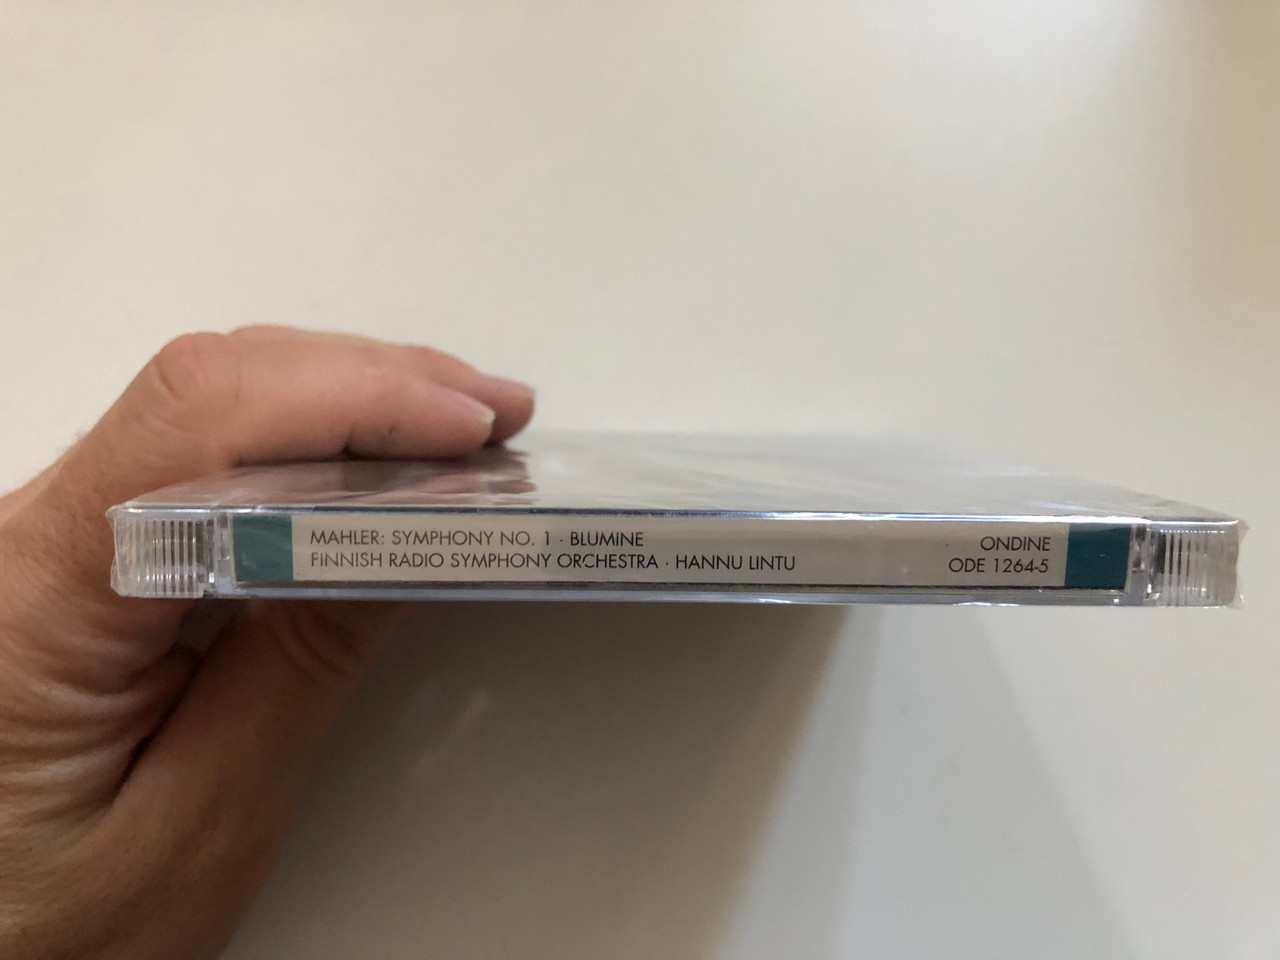 MAHLER: SYMPHONY NO. 1 · BLUMINE
FINNISH RADIO SYMPHONY ORCHESTRA · HANNU LINTU
ONDINE
ODE 1264-5